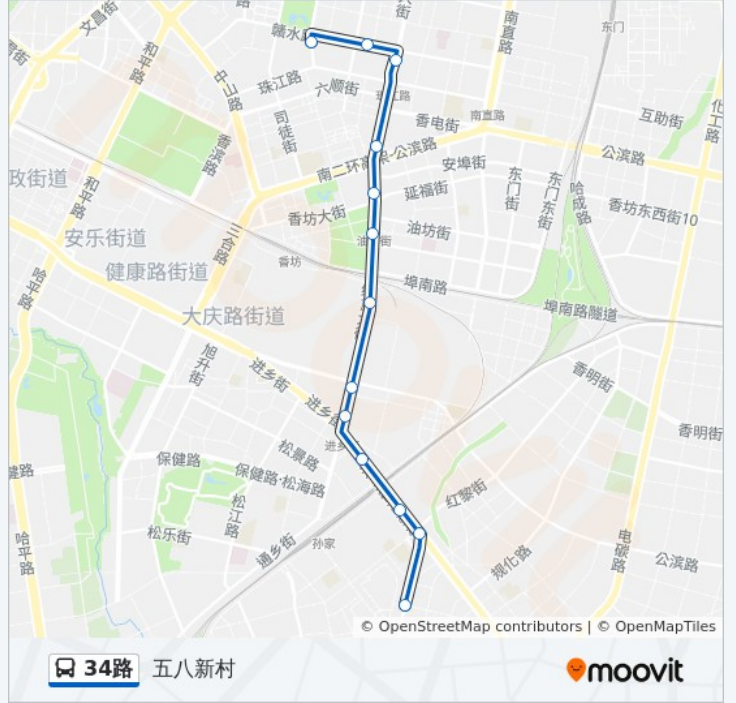 文昌街
和平路
赣水
大街
南直路
东门
中山路
珠江路
六顺街
司徒街
香电街
南直路
互助街
化工路
香滨路
公滨路
安埠街
公滨路
和平路
政街道
延福街
东门街
东门东街
哈成路
香坊东西街10
香坊大街
油坊街
三合路
安乐街道
健康路街道
香坊
埠南路
哈平路
大庆路街道
埠南路隧道
旭升街
进乡街
香明街
进乡
香明街
松景路
保健路
保健路·松海路
松江路
红黎街
松乐街
通乡街
孙家
哈平路
电碳路
规化路
公滨路
© OpenStreetMap contributors | © OpenMapTiles
34路 五八新村
moovit